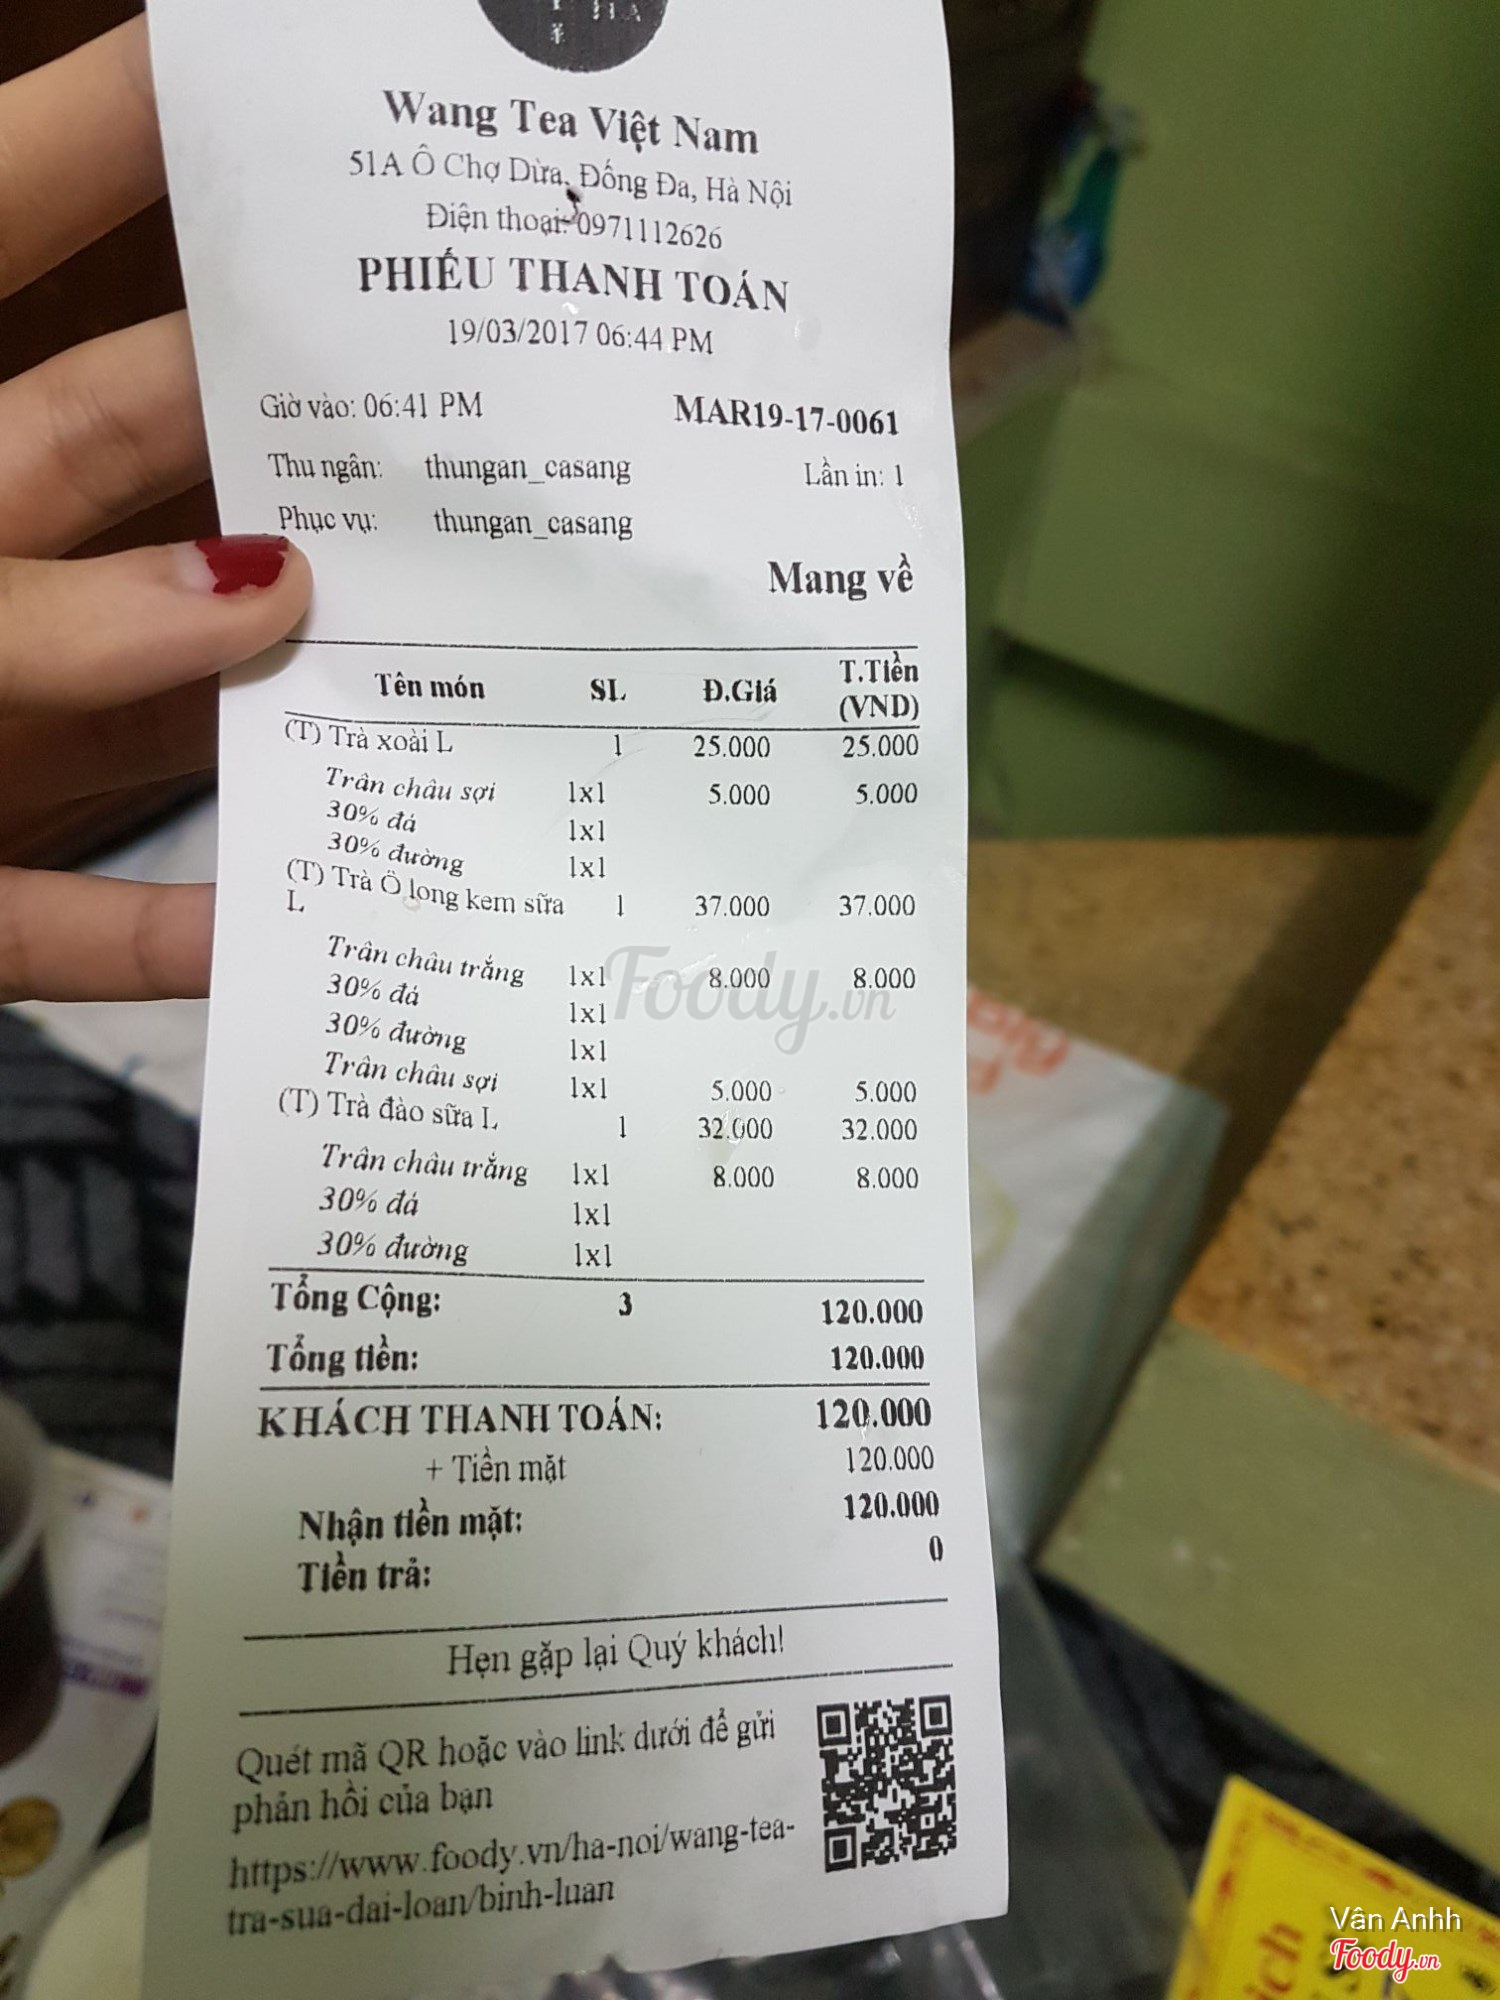 Wang Tea Việt Nam
51A Ô Chợ Dừa, Đống Đa, Hà Nội
Điện thoại: 0971112626
PHIẾU THANH TOÁN
19/03/2017 06:44 PM
Giờ vào: 06:41 PM MAR19-17-0061
Thu ngân: thungan_casang Lần in: 1
Phục vụ: thungan_casang
Mang về
Tên món SL Đ.Giá T.Tiền (VND)
(T) Trà xoài L 1 25.000 25.000
Trân châu sợi 1x1 5.000 5.000
30% đá 1x1
30% đường 1x1
(T) Trà Ô long kem sữa 1 37.000 37.000
L
Trân châu trắng 1x1 8.000 8.000
30% đá 1x1
30% đường 1x1
Trân châu sợi 1x1 5.000 5.000
(T) Trà đào sữa L 1 32.000 32.000
Trân châu trắng 1x1 8.000 8.000
30% đá 1x1
30% đường 1x1
Tổng Cộng: 3 120.000
Tổng tiền: 120.000
KHÁCH THANH TOÁN: 120.000
+ Tiền mặt 120.000
Nhận tiền mặt: 120.000
Tiền trả: 0
Hẹn gặp lại Quý khách!
Quét mã QR hoặc vào link dưới để gửi
phản hồi của bạn
https://www.foody.vn/ha-noi/wang-tea-
tra-sua-dai-loan/binh-luan
Foody.vn
Vân Anhh
Foody.vn